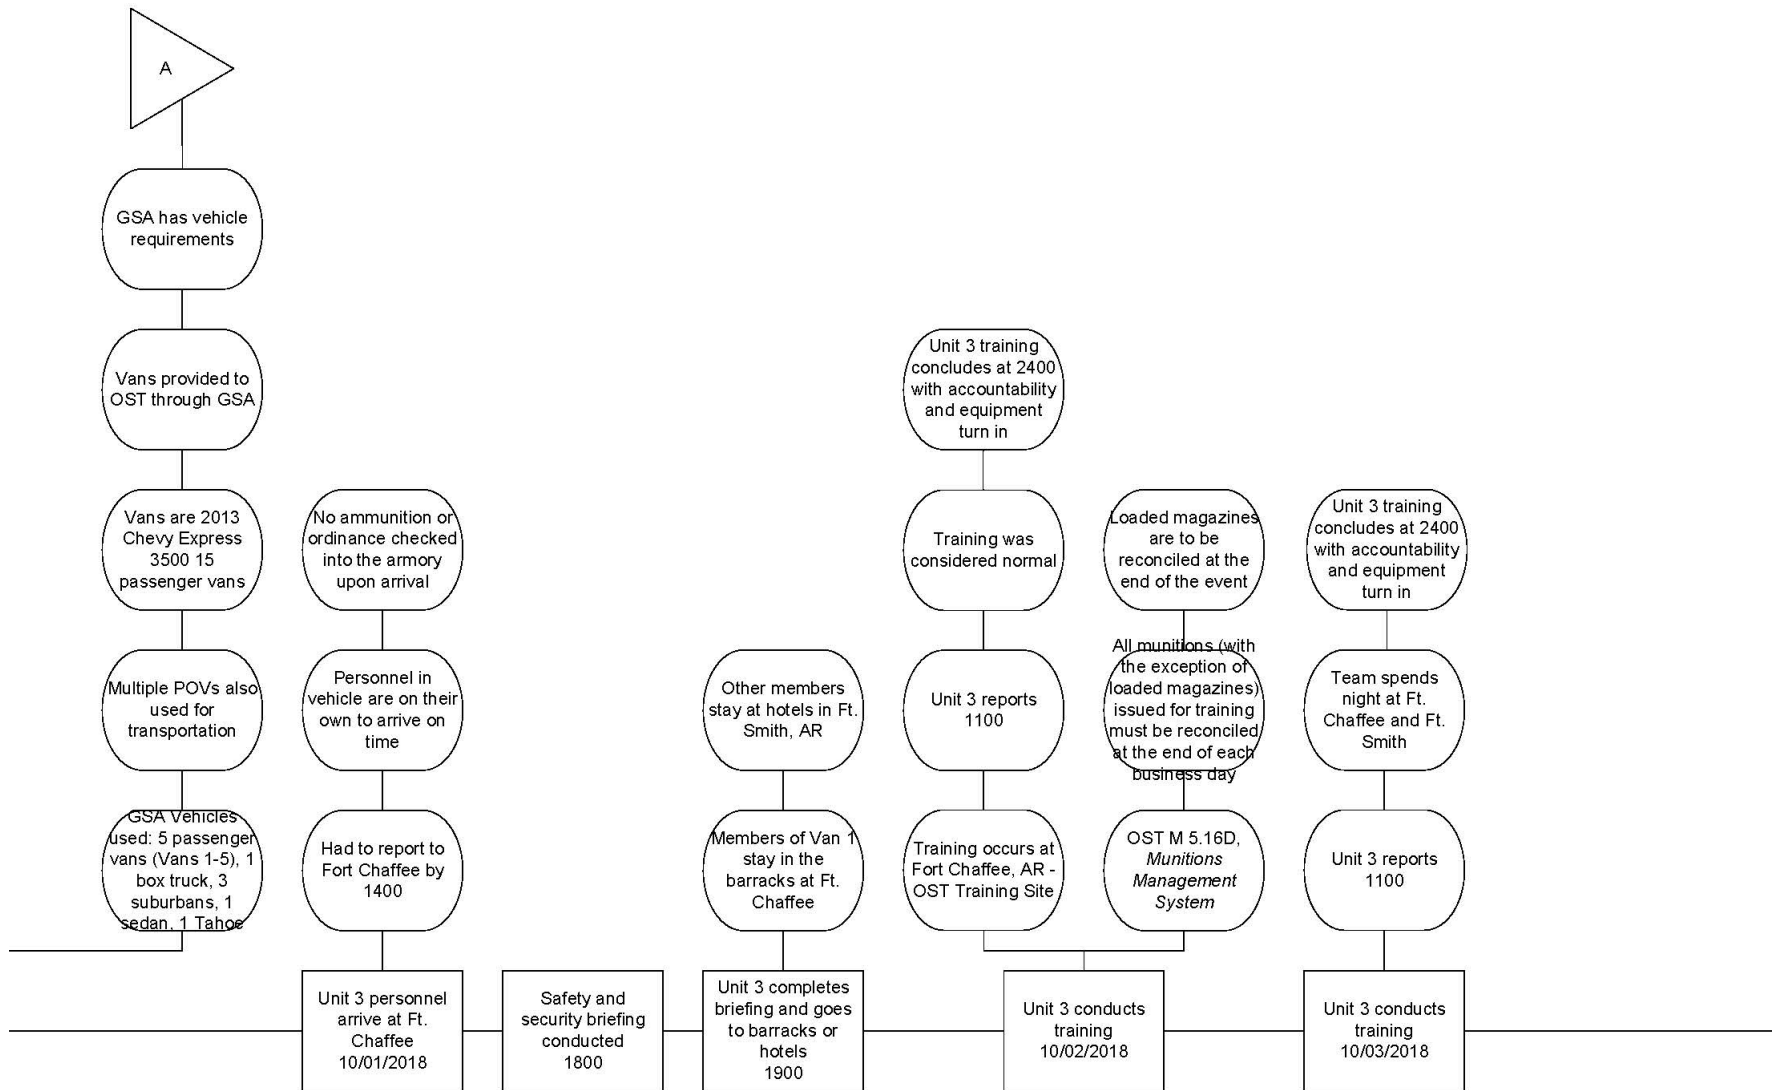 A
GSA has vehicle
requirements
Vans provided to
OST through GSA
Vans are 2013
Chevy Express
3500 15
passenger vans
Multiple POVs also
used for
transportation
GSA Vehicles
used: 5 passenger
vans (Vans 1-5), 1
box truck, 3
suburbans, 1
sedan, 1 Tahoe
No ammunition or
ordinance checked
into the armory
upon arrival
Personnel in
vehicle are on their
own to arrive on
time
Had to report to
Fort Chaffee by
1400
Unit 3 personnel
arrive at Ft.
Chaffee
10/01/2018
Safety and
security briefing
conducted
1800
Other members
stay at hotels in Ft.
Smith, AR
Members of Van 1
stay in the
barracks at Ft.
Chaffee
Unit 3 completes
briefing and goes
to barracks or
hotels
1900
Unit 3 training
concludes at 2400
with accountability
and equipment
turn in
Training was
considered normal
Unit 3 reports
1100
Training occurs at
Fort Chaffee, AR -
OST Training Site
Loaded magazines
are to be
reconciled at the
end of the event
All munitions (with
the exception of
loaded magazines)
issued for training
must be reconciled
at the end of each
business day
OST M 5.16D,
Munitions
Management
System
Unit 3 conducts
training
10/02/2018
Unit 3 training
concludes at 2400
with accountability
and equipment
turn in
Team spends
night at Ft.
Chaffee and Ft.
Smith
Unit 3 reports
1100
Unit 3 conducts
training
10/03/2018